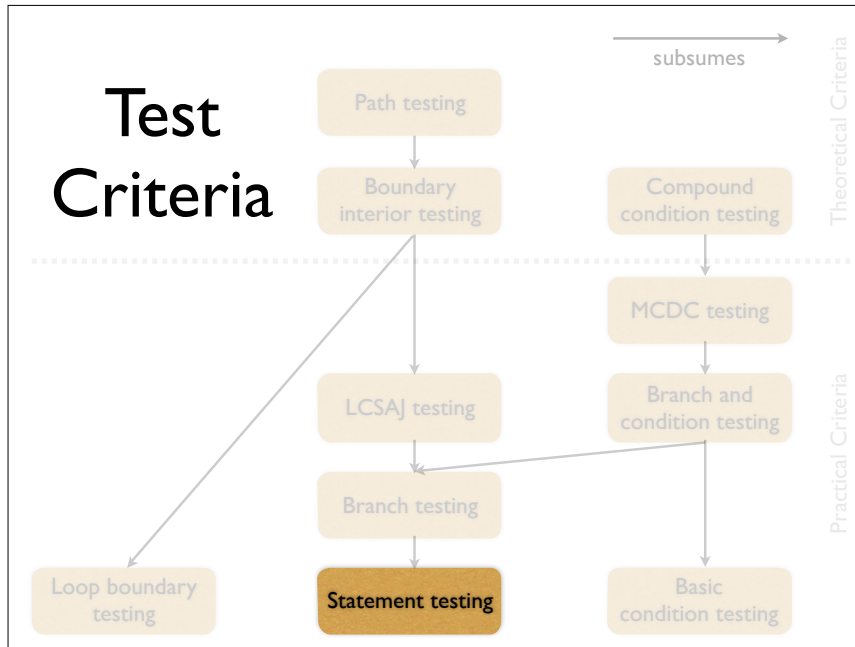 Test
Criteria
subsumes
Theoretical Criteria
Path testing
Boundary
interior testing
Compound
condition testing
MCDC testing
LCSAJ testing
Branch and
condition testing
Practical Criteria
Branch testing
Loop boundary
testing
Statement testing
Basic
condition testing